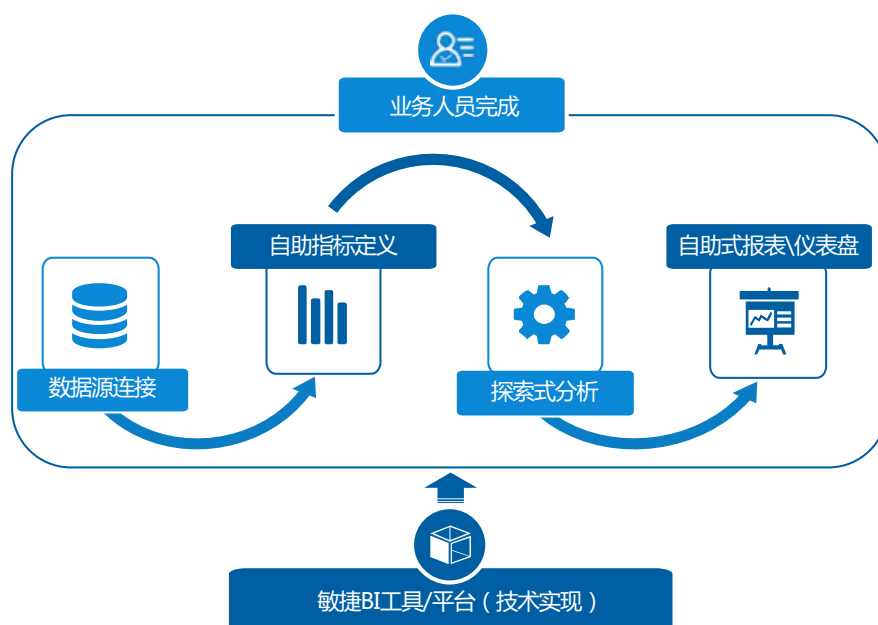 业务人员完成
自助指标定义
自助式报表\仪表盘
数据源连接
探索式分析
敏捷BI工具/平台（技术实现）